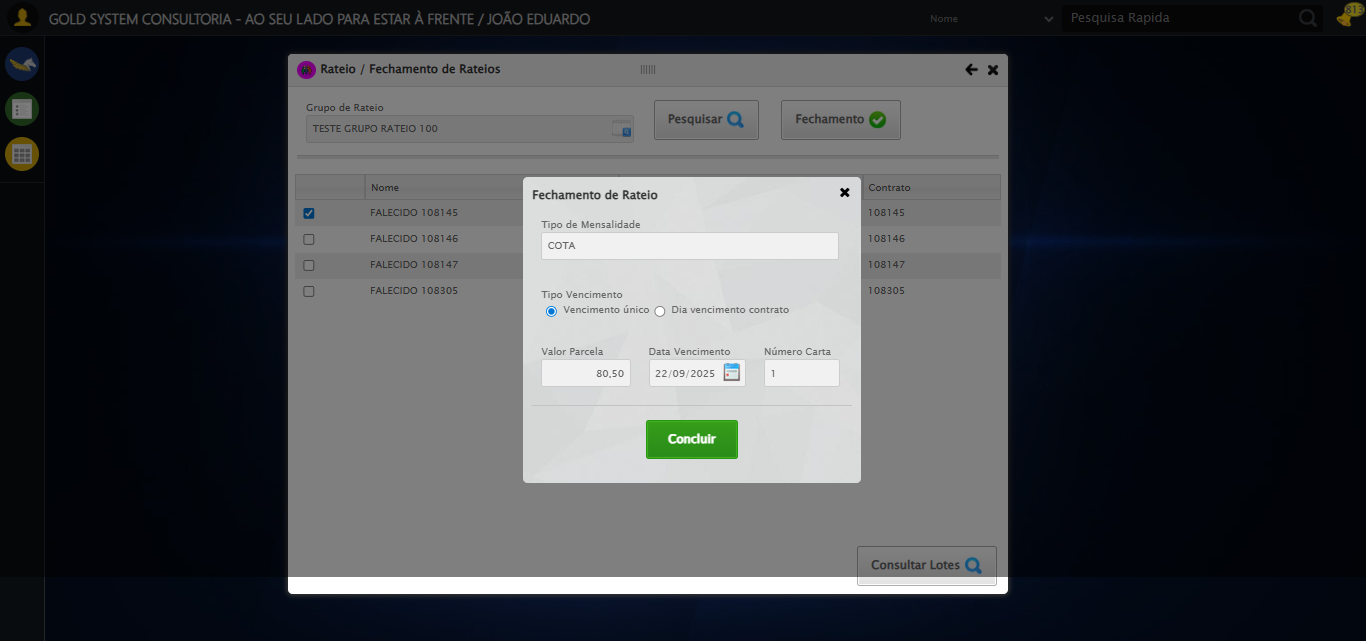 GOLD SYSTEM CONSULTORIA - AO SEU LADO PARA ESTAR À FRENTE / JOÃO EDUARDO
Nome
Pesquisa Rapida
813
Rateio / Fechamento de Rateios
Grupo de Rateio
TESTE GRUPO RATEIO 100
Pesquisar
Fechamento
Nome
Contrato
FALECIDO 108145
108145
FALECIDO 108146
108146
FALECIDO 108147
108147
FALECIDO 108305
108305
Fechamento de Rateio
Tipo de Mensalidade
COTA
Tipo Vencimento
Vencimento único
Dia vencimento contrato
Valor Parcela
Data Vencimento
Número Carta
80,50
22/09/2025
1
Concluir
Consultar Lotes